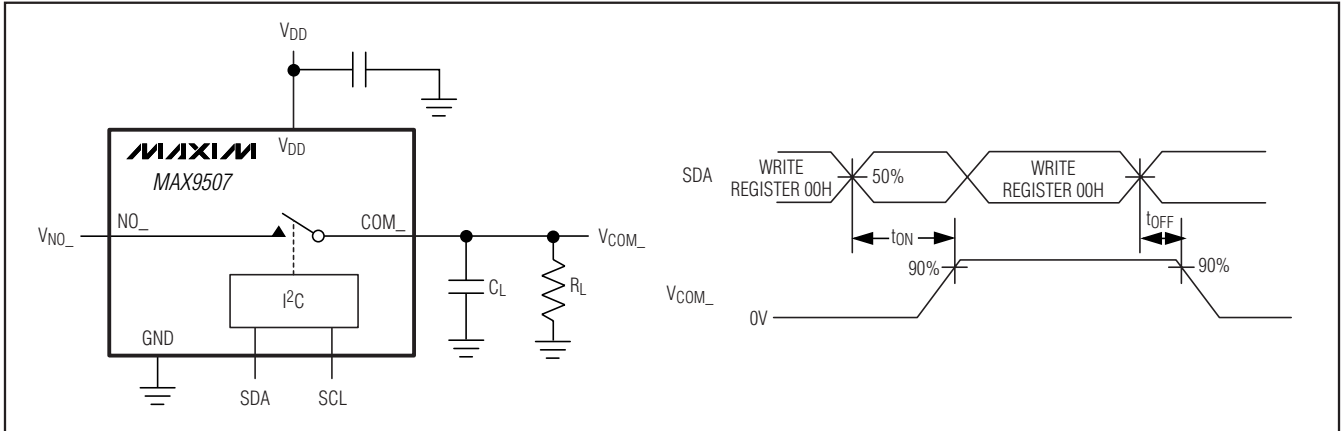 VDD
VDD
MAXIM
MAX9507
VNO_
NO_
COM_
VCOM_
I²C
CL
RL
GND
SDA
SCL
SDA
WRITE
REGISTER 00H
50%
WRITE
REGISTER 00H
tON
tOFF
90%
90%
VCOM_
0V